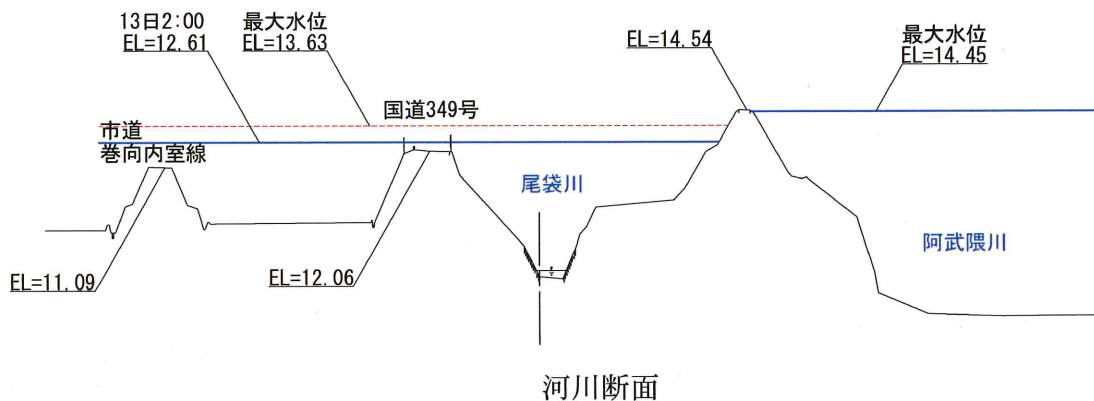 13日2:00
EL=12.61
最大水位
EL=13.63
EL=14.54
最大水位
EL=14.45
国道349号
市道
巻向内室線
尾袋川
阿武隈川
EL=11.09
EL=12.06
河川断面